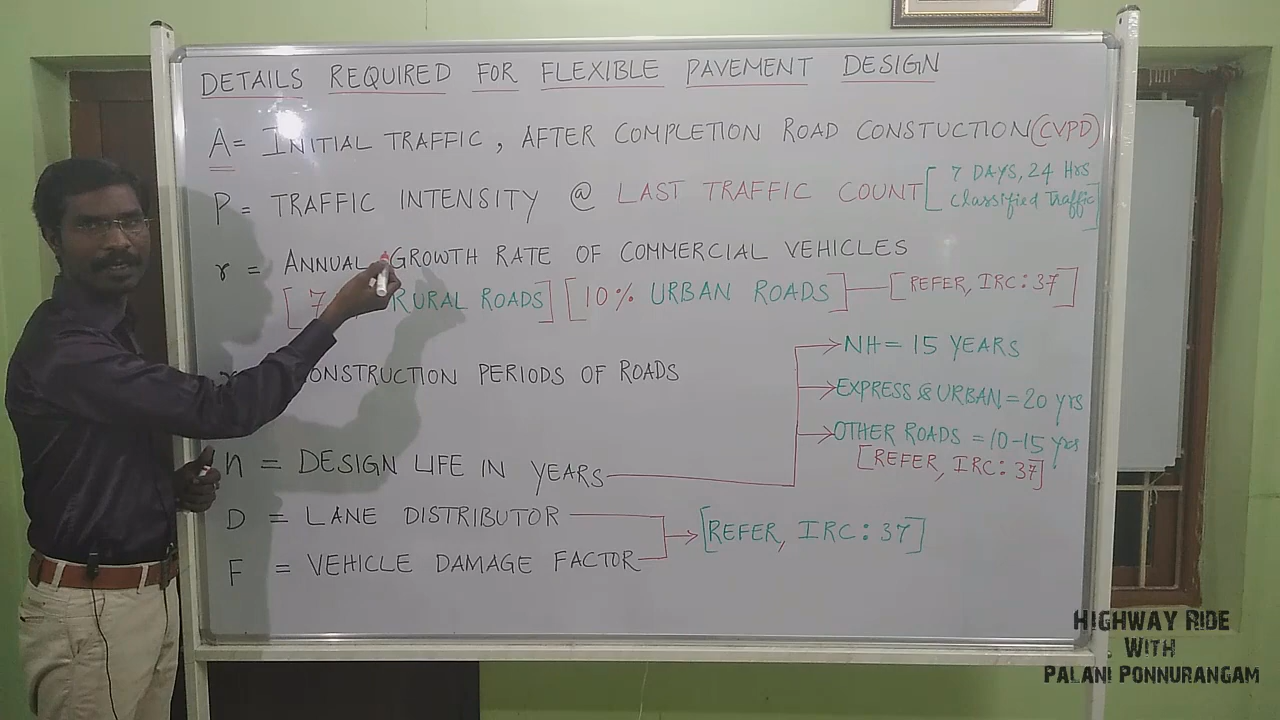 DETAILS REQUIRED FOR FLEXIBLE PAVEMENT DESIGN
A = INITIAL TRAFFIC, AFTER COMPLETION ROAD CONSTUCTION (CVPD)
P = TRAFFIC INTENSITY @ LAST TRAFFIC COUNT [7 DAYS, 24 Hrs
Classified Traffic]
r = ANNUAL GROWTH RATE OF COMMERCIAL VEHICLES
[7 RURAL ROADS] [10% URBAN ROADS] [REFER, IRC: 37]
NH = 15 YEARS
ONSTRUCTION PERIODS OF ROADS
EXPRESS & URBAN = 20 yrs
OTHER ROADS = 10-15 yrs
[REFER, IRC: 37]
n = DESIGN LIFE IN YEARS
D = LANE DISTRIBUTOR
[REFER, IRC: 37]
F = VEHICLE DAMAGE FACTOR
HIGHWAY RIDE
WITH
PALANI PONNURANGAM